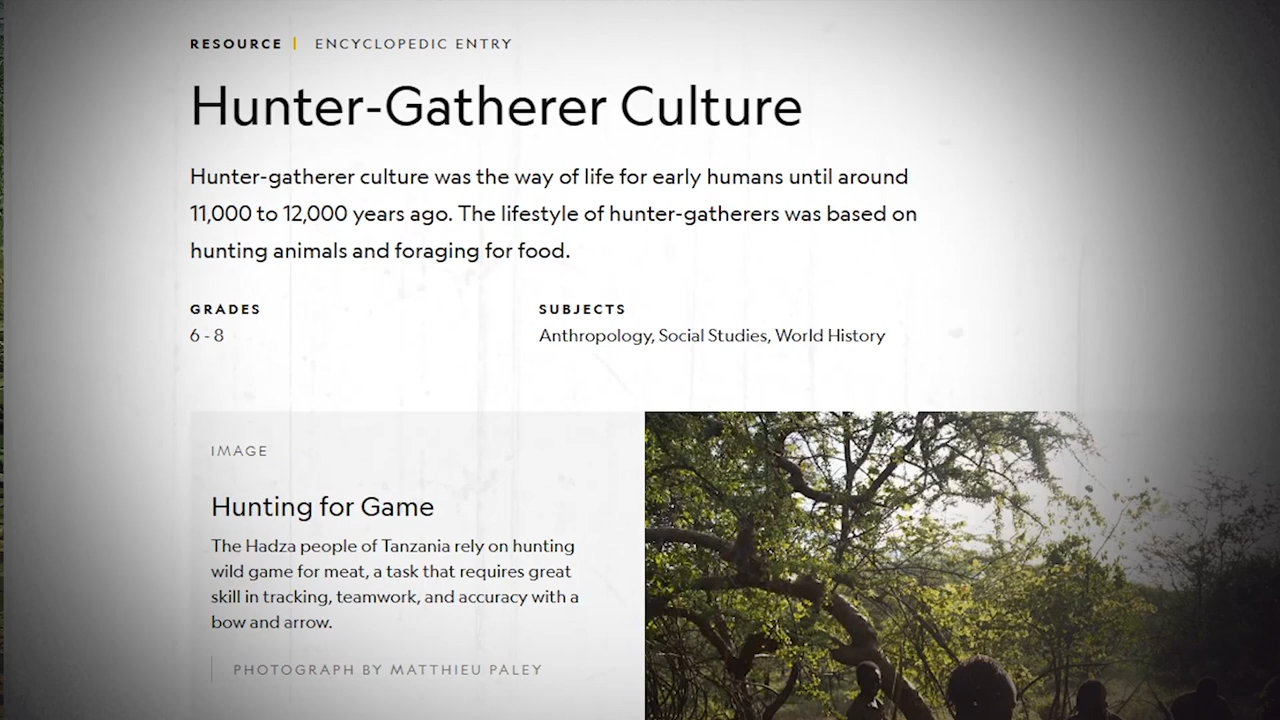 RESOURCE | ENCYCLOPEDIC ENTRY
Hunter-Gatherer Culture
Hunter-gatherer culture was the way of life for early humans until around
11,000 to 12,000 years ago. The lifestyle of hunter-gatherers was based on
hunting animals and foraging for food.
GRADES
6 - 8
SUBJECTS
Anthropology, Social Studies, World History
IMAGE
Hunting for Game
The Hadza people of Tanzania rely on hunting
wild game for meat, a task that requires great
skill in tracking, teamwork, and accuracy with a
bow and arrow.
PHOTOGRAPH BY MATTHIEU PALEY